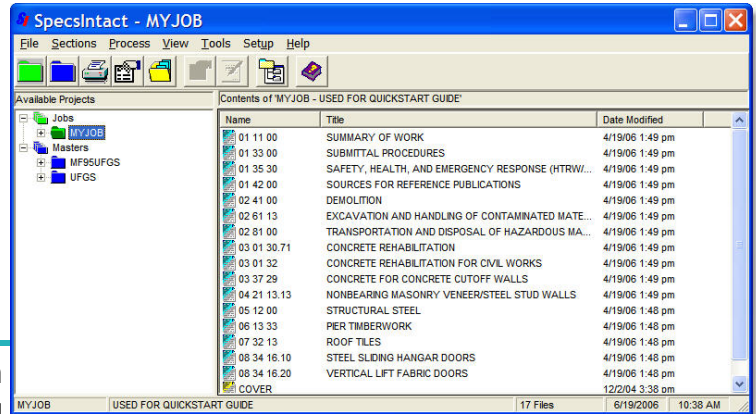 SpecsIntact - MYJOB
File Sections Process View Tools Setup Help
Available Projects
Contents of 'MYJOB - USED FOR QUICKSTART GUIDE'
Jobs
MYJOB
Masters
MF95UFGS
UFGS
Name Title Date Modified
01 11 00 SUMMARY OF WORK 4/19/06 1:49 pm
01 33 00 SUBMITTAL PROCEDURES 4/19/06 1:49 pm
01 35 30 SAFETY, HEALTH, AND EMERGENCY RESPONSE (HTRW/... 4/19/06 1:49 pm
01 42 00 SOURCES FOR REFERENCE PUBLICATIONS 4/19/06 1:49 pm
02 41 00 DEMOLITION 4/19/06 1:49 pm
02 61 13 EXCAVATION AND HANDLING OF CONTAMINATED MATE... 4/19/06 1:49 pm
02 81 00 TRANSPORTATION AND DISPOSAL OF HAZARDOUS MA... 4/19/06 1:49 pm
03 01 30.71 CONCRETE REHABILITATION 4/19/06 1:49 pm
03 01 32 CONCRETE REHABILITATION FOR CIVIL WORKS 4/19/06 1:49 pm
03 37 29 CONCRETE FOR CONCRETE CUTOFF WALLS 4/19/06 1:49 pm
04 21 13.13 NONBEARING MASONRY VENEER/STEEL STUD WALLS 4/19/06 1:49 pm
05 12 00 STRUCTURAL STEEL 4/19/06 1:48 pm
06 13 33 PIER TIMBERWORK 4/19/06 1:48 pm
07 32 13 ROOF TILES 4/19/06 1:48 pm
08 34 16.10 STEEL SLIDING HANGAR DOORS 4/19/06 1:48 pm
08 34 16.20 VERTICAL LIFT FABRIC DOORS 4/19/06 1:48 pm
COVER 12/2/04 3:38 pm
MYJOB USED FOR QUICKSTART GUIDE 17 Files 6/19/2006 10:38 AM